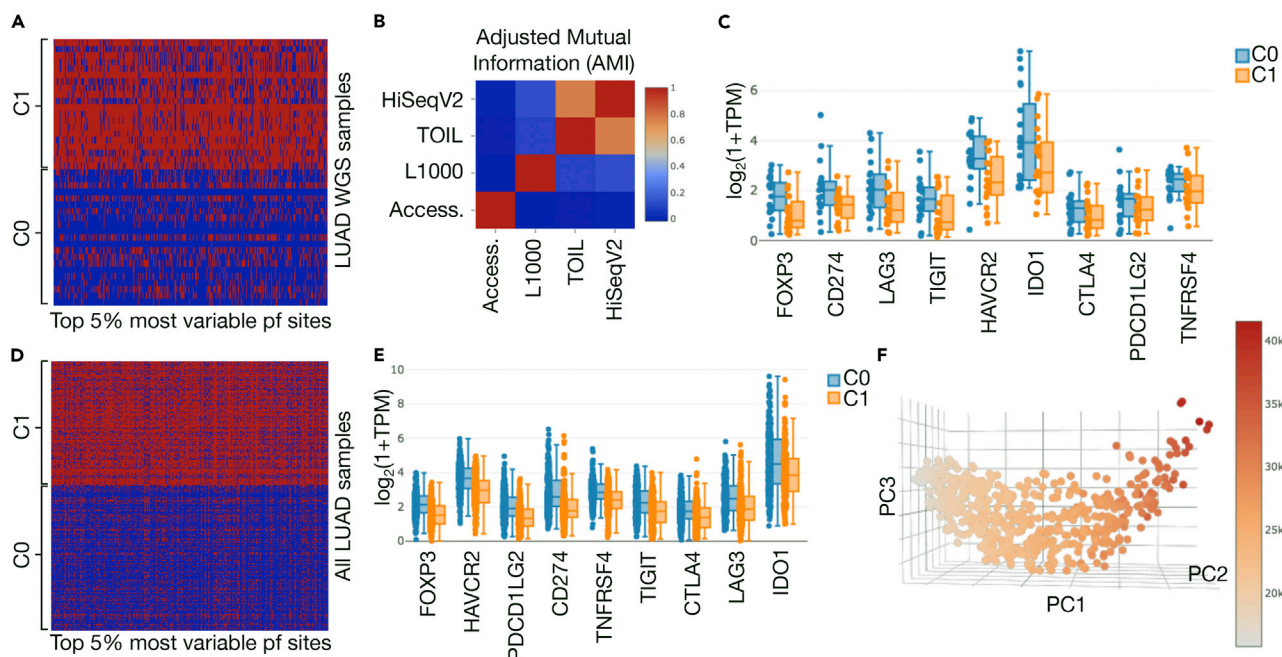 A
C1
C0
LUAD WGS samples
Top 5% most variable pf sites
B
Adjusted Mutual
Information (AMI)
HiSeqV2
TOIL
L1000
Access.
Access.
L1000
TOIL
HiSeqV2
1
0.8
0.6
0.4
0.2
0
C
log2(1+TPM)
6
4
2
0
C0
C1
FOXP3
CD274
LAG3
TIGIT
HAVCR2
IDO1
CTLA4
PDCD1LG2
TNFRSF4
D
C1
C0
All LUAD samples
Top 5% most variable pf sites
E
log2(1+TPM)
10
8
6
4
2
0
C0
C1
FOXP3
HAVCR2
PDCD1LG2
CD274
TNFRSF4
TIGIT
CTLA4
LAG3
IDO1
F
PC3
PC1
PC2
40k
35k
30k
25k
20k